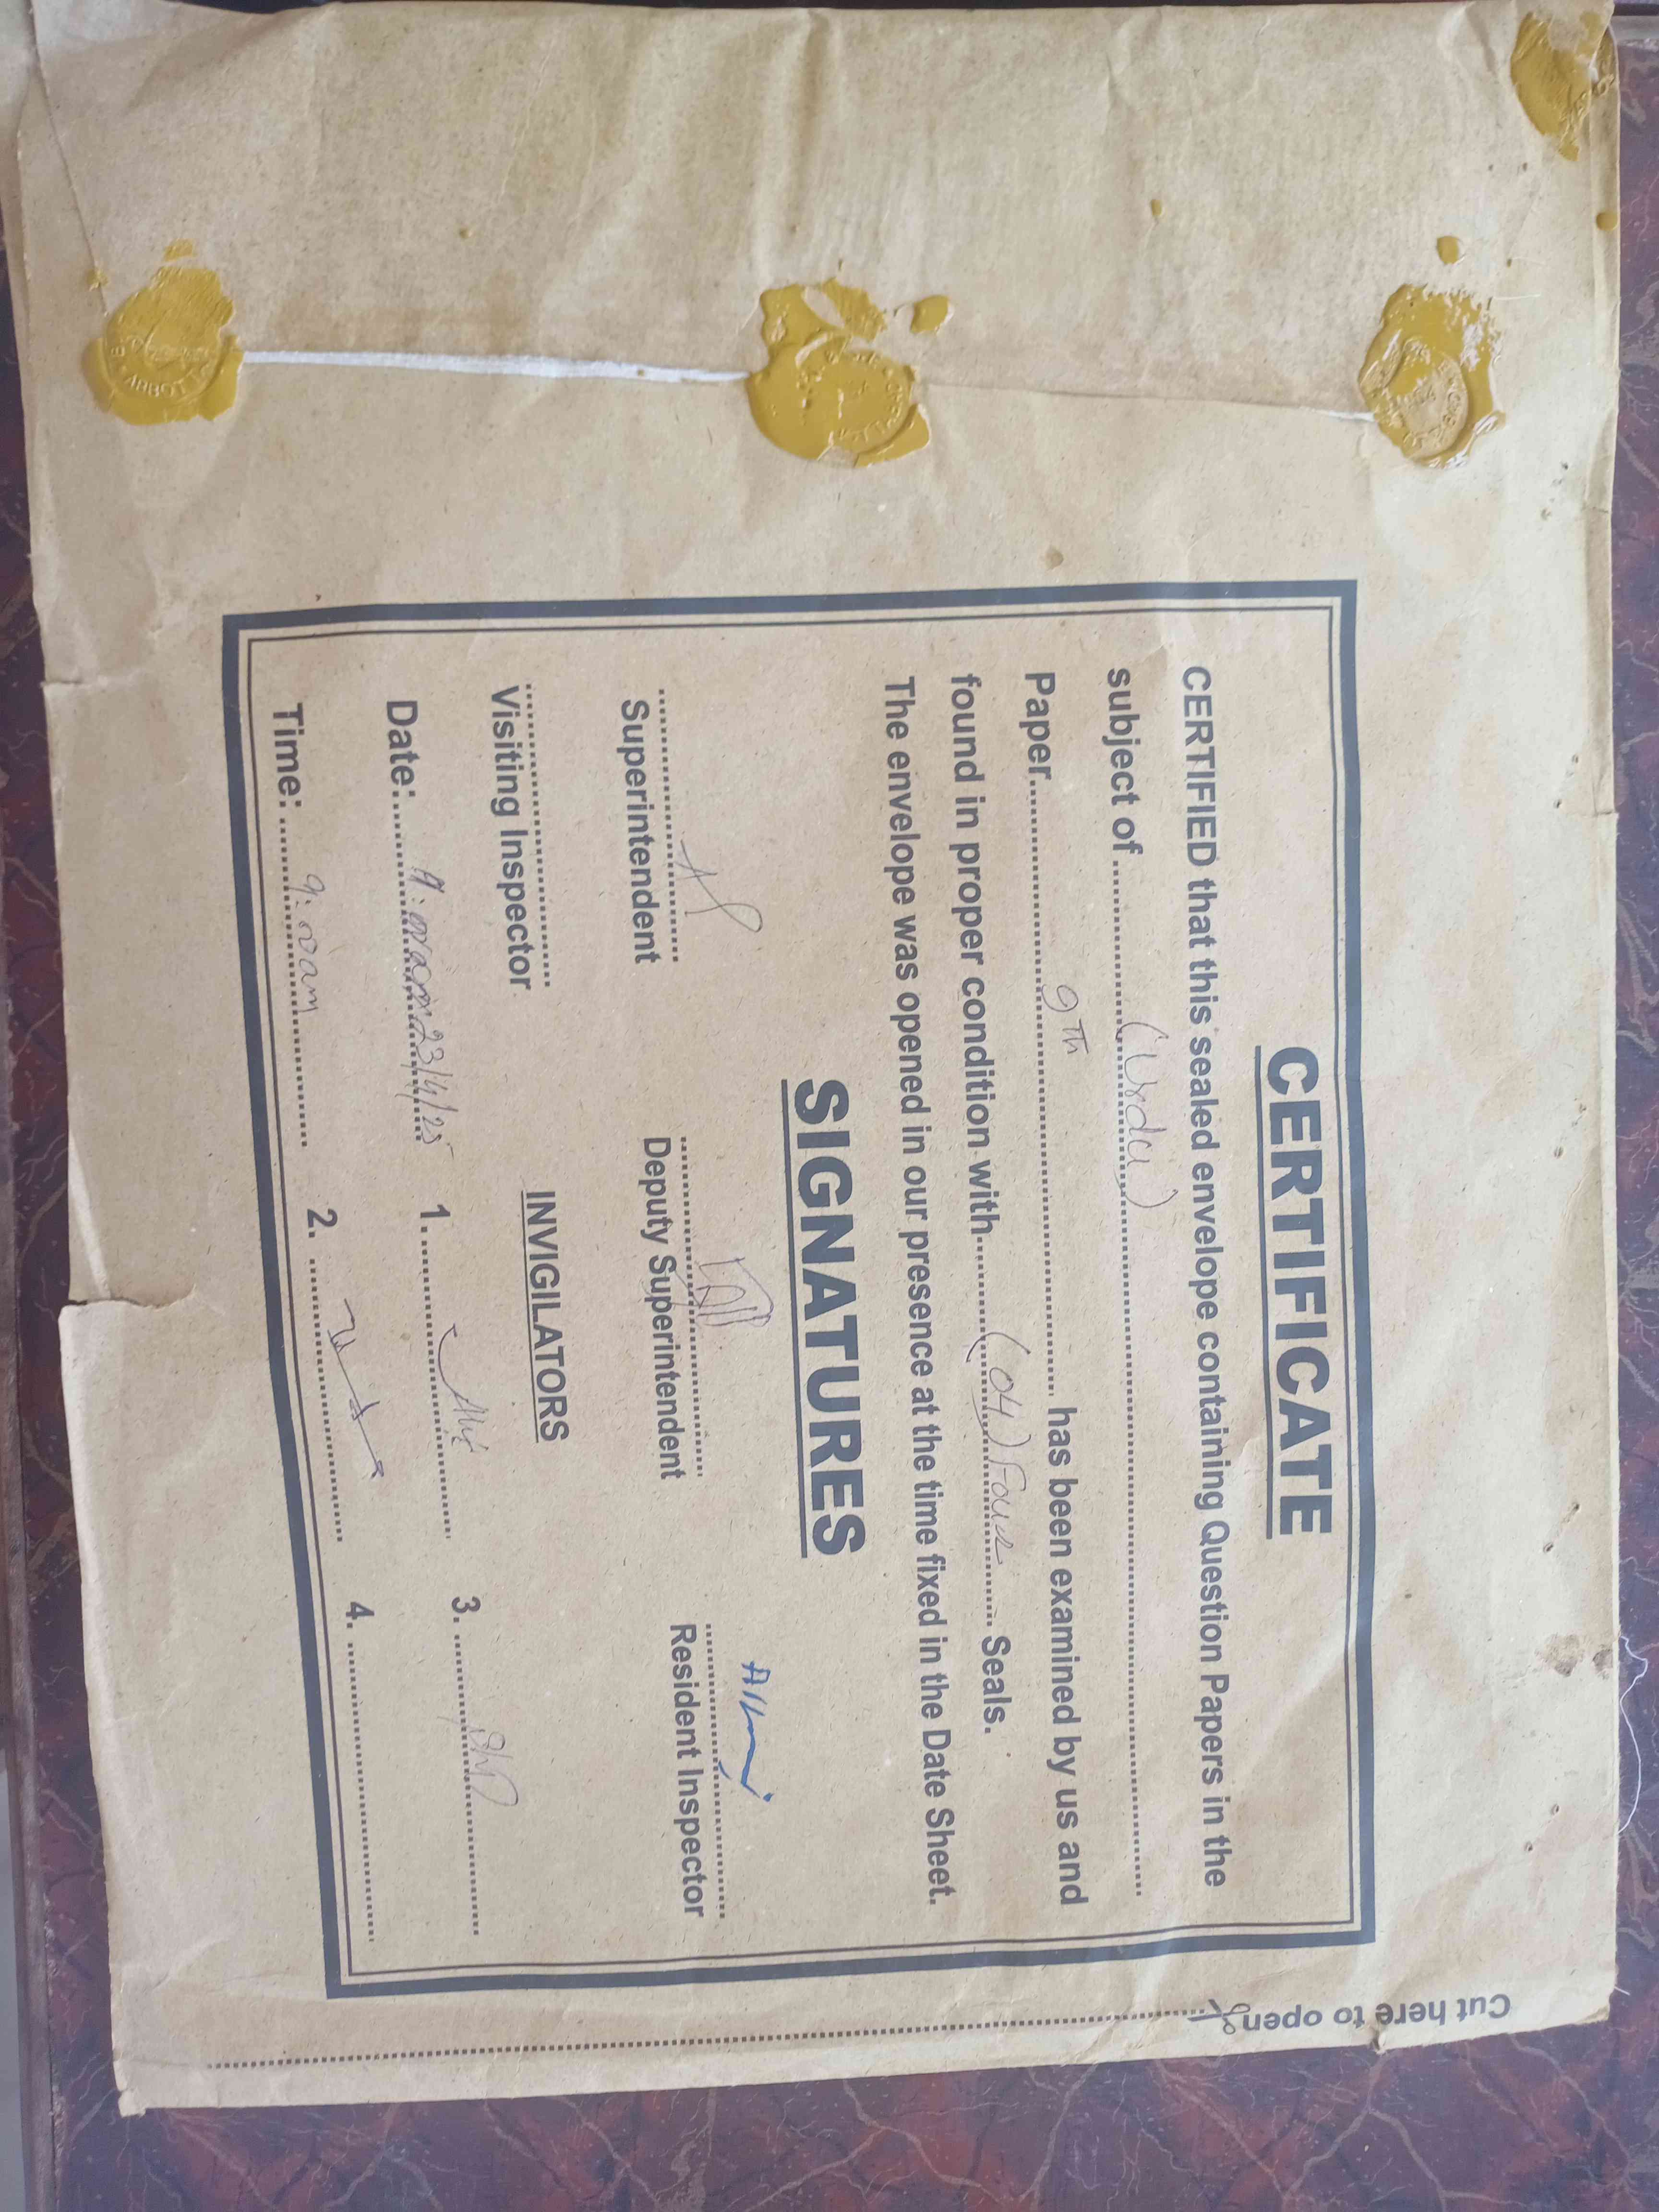 CERTIFICATE
CERTIFIED that this sealed envelope containing Question Papers in the
subject of ........ (Urdu) ........
Paper ........ 9th ........ has been examined by us and
found in proper condition with ........ (04) Four ........ Seals.
The envelope was opened in our presence at the time fixed in the Date Sheet.
SIGNATURES
Superintendent
Deputy Superintendent
Resident Inspector
Visiting Inspector
INVIGILATORS
Date: ........ 23/4/25
1. ........
3. ........
Time: ........ 9:00am
2. ........
4. ........
Cut here to open
ABBOTT